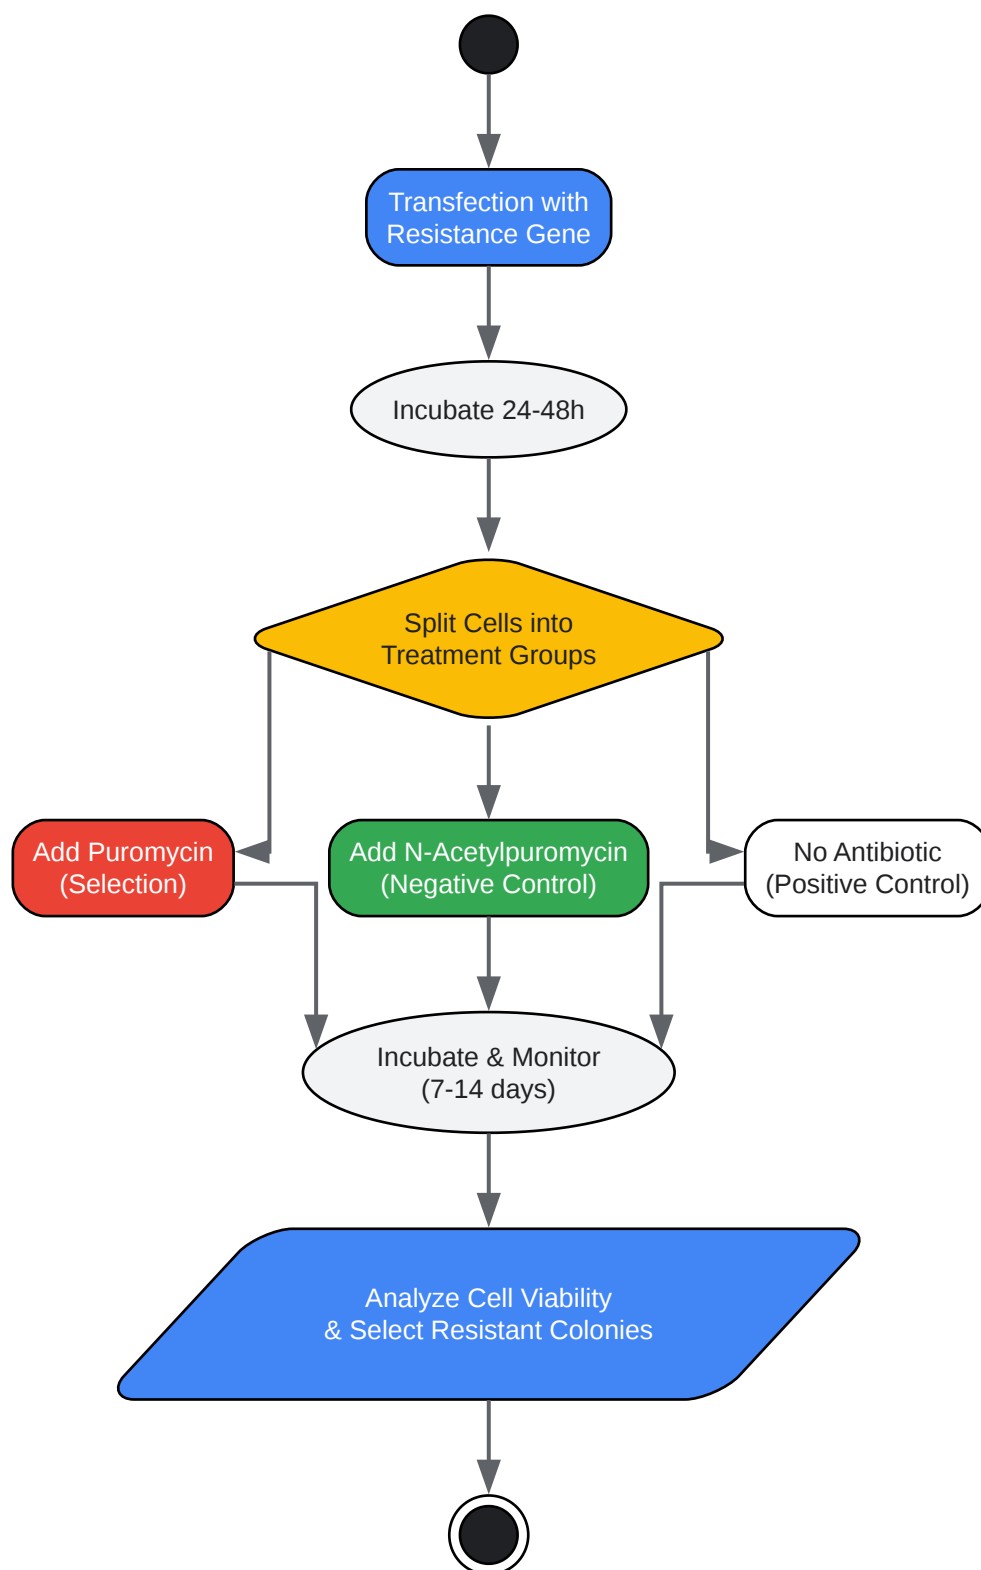 Transfection with
Resistance Gene
Incubate 24-48h
Split Cells into
Treatment Groups
Add Puromycin
(Selection)
Add N-Acetylpuromycin
(Negative Control)
No Antibiotic
(Positive Control)
Incubate & Monitor
(7-14 days)
Analyze Cell Viability
& Select Resistant Colonies